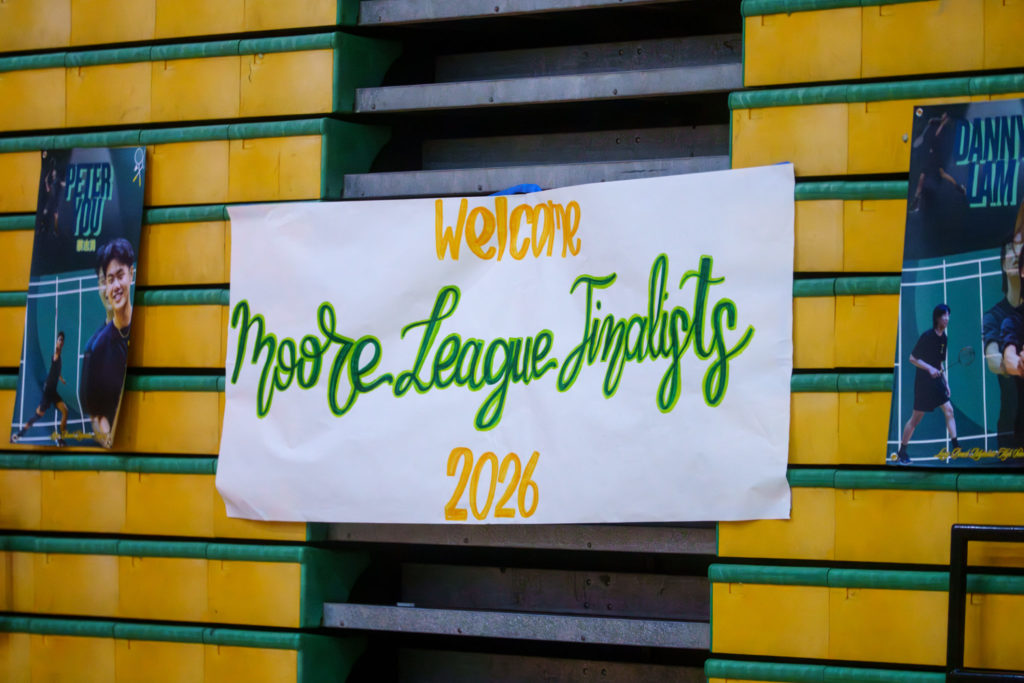 PETER
YOU
Welcome
Moore League Finalists
2026
DANNY
LAM